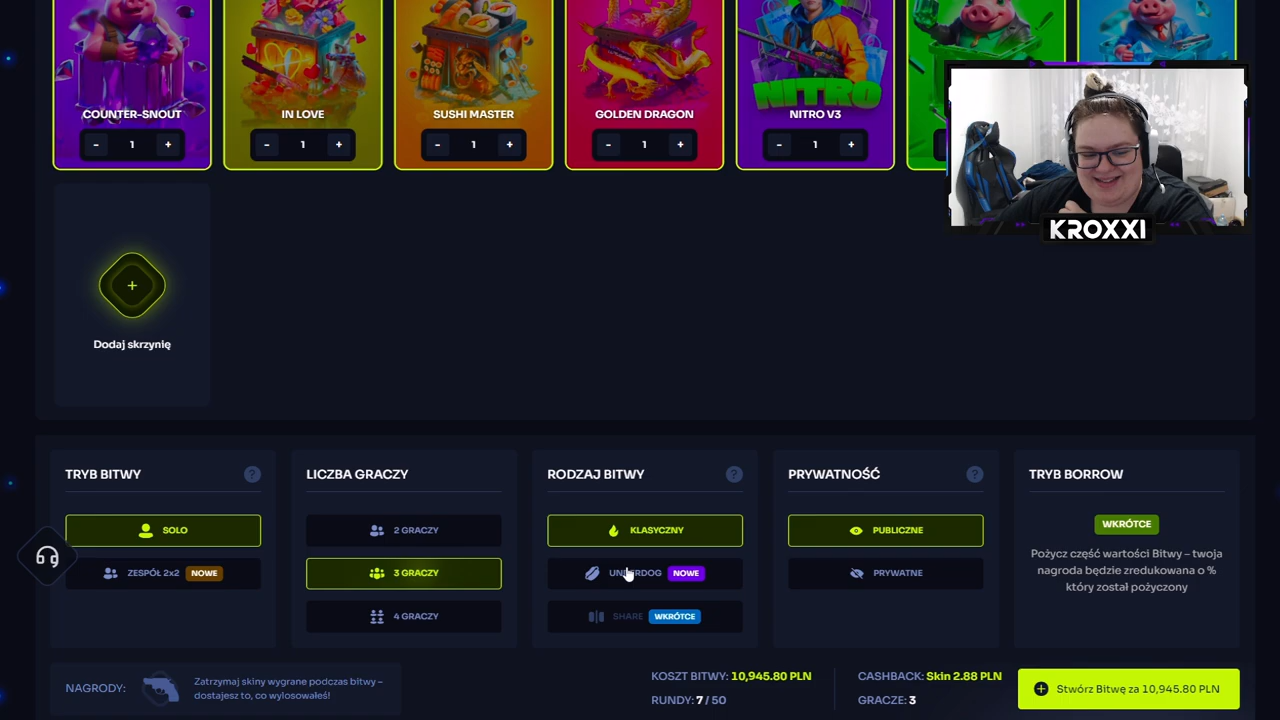 COUNTER-SNOUT
IN LOVE
SUSHI MASTER
GOLDEN DRAGON
NITRO
NITRO V3
- 1 +
- 1 +
- 1 +
- 1 +
- 1 +
KROXXI
+
Dodaj skrzynię
TRYB BITWY ?
SOLO
ZESPÓŁ 2x2 NOWE
LICZBA GRACZY
2 GRACZY
3 GRACZY
4 GRACZY
RODZAJ BITWY ?
KLASYCZNY
UNDERDOG NOWE
SHARE WKRÓTCE
PRYWATNOŚĆ ?
PUBLICZNE
PRYWATNE
TRYB BORROW
WKRÓTCE
Pożycz część wartości Bitwy – twoja
nagroda będzie zredukowana o %
który został pożyczony
NAGRODY:
Zatrzymaj skiny wygrane podczas bitwy –
dostajesz to, co wylosowałeś!
KOSZT BITWY: 10,945.80 PLN
RUNDY: 7 / 50
CASHBACK: Skin 2.88 PLN
GRACZE: 3
Stwórz Bitwę za 10,945.80 PLN